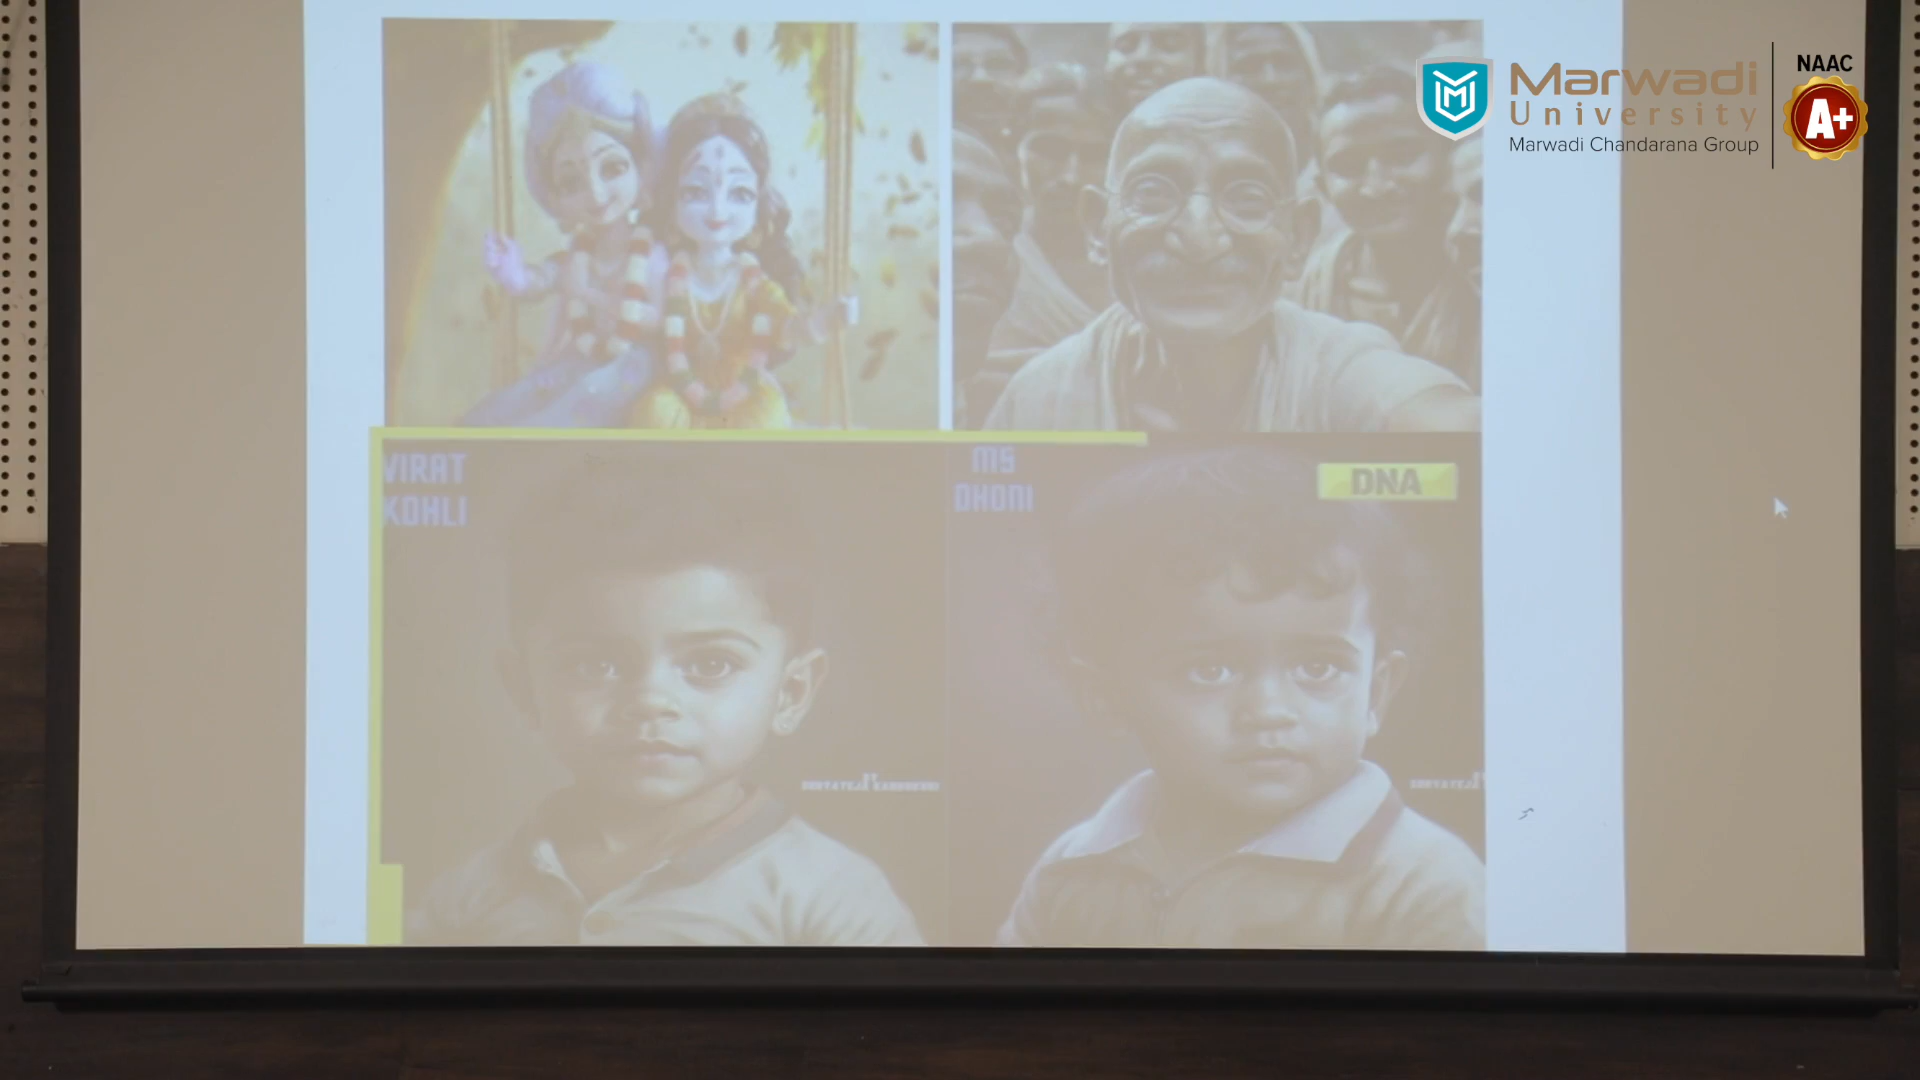 Marwadi
University
Marwadi Chandarana Group
NAAC
A+
VIRAT
KOHLI
MS
DHONI
DNA